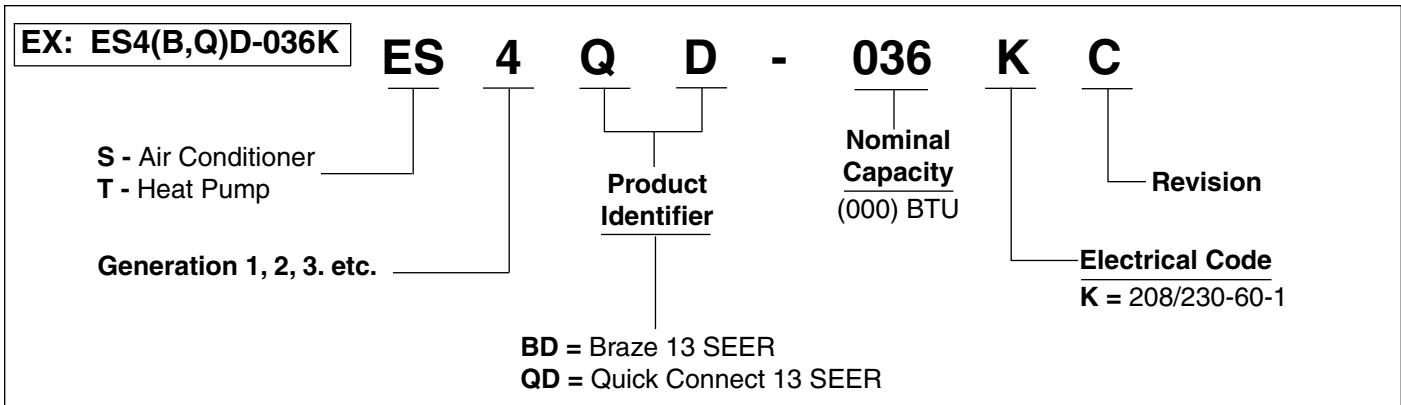 EX: ES4(B,Q)D-036K
ES 4 Q D - 036 K C
S - Air Conditioner
T - Heat Pump
Generation 1, 2, 3. etc.
Product
Identifier
BD = Braze 13 SEER
QD = Quick Connect 13 SEER
Nominal
Capacity
(000) BTU
Revision
Electrical Code
K = 208/230-60-1